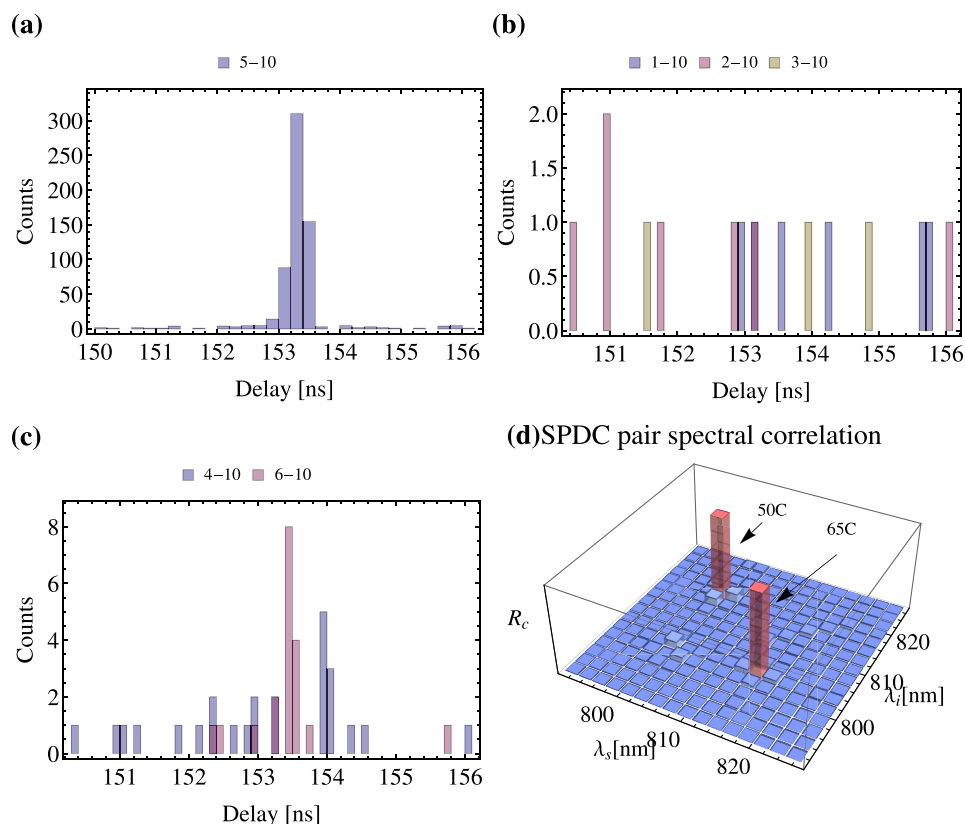 (a)
5−10
300
250
200
150
100
50
0
Counts
150 151 152 153 154 155 156
Delay [ns]
(b)
1−10 2−10 3−10
2.0
1.5
1.0
0.5
0.0
Counts
151 152 153 154 155 156
Delay [ns]
(c)
4−10 6−10
8
6
4
2
0
Counts
151 152 153 154 155 156
Delay [ns]
(d)SPDC pair spectral correlation
50C
65C
Rc
800
810
820
λs[nm]
800
810
820
λi[nm]